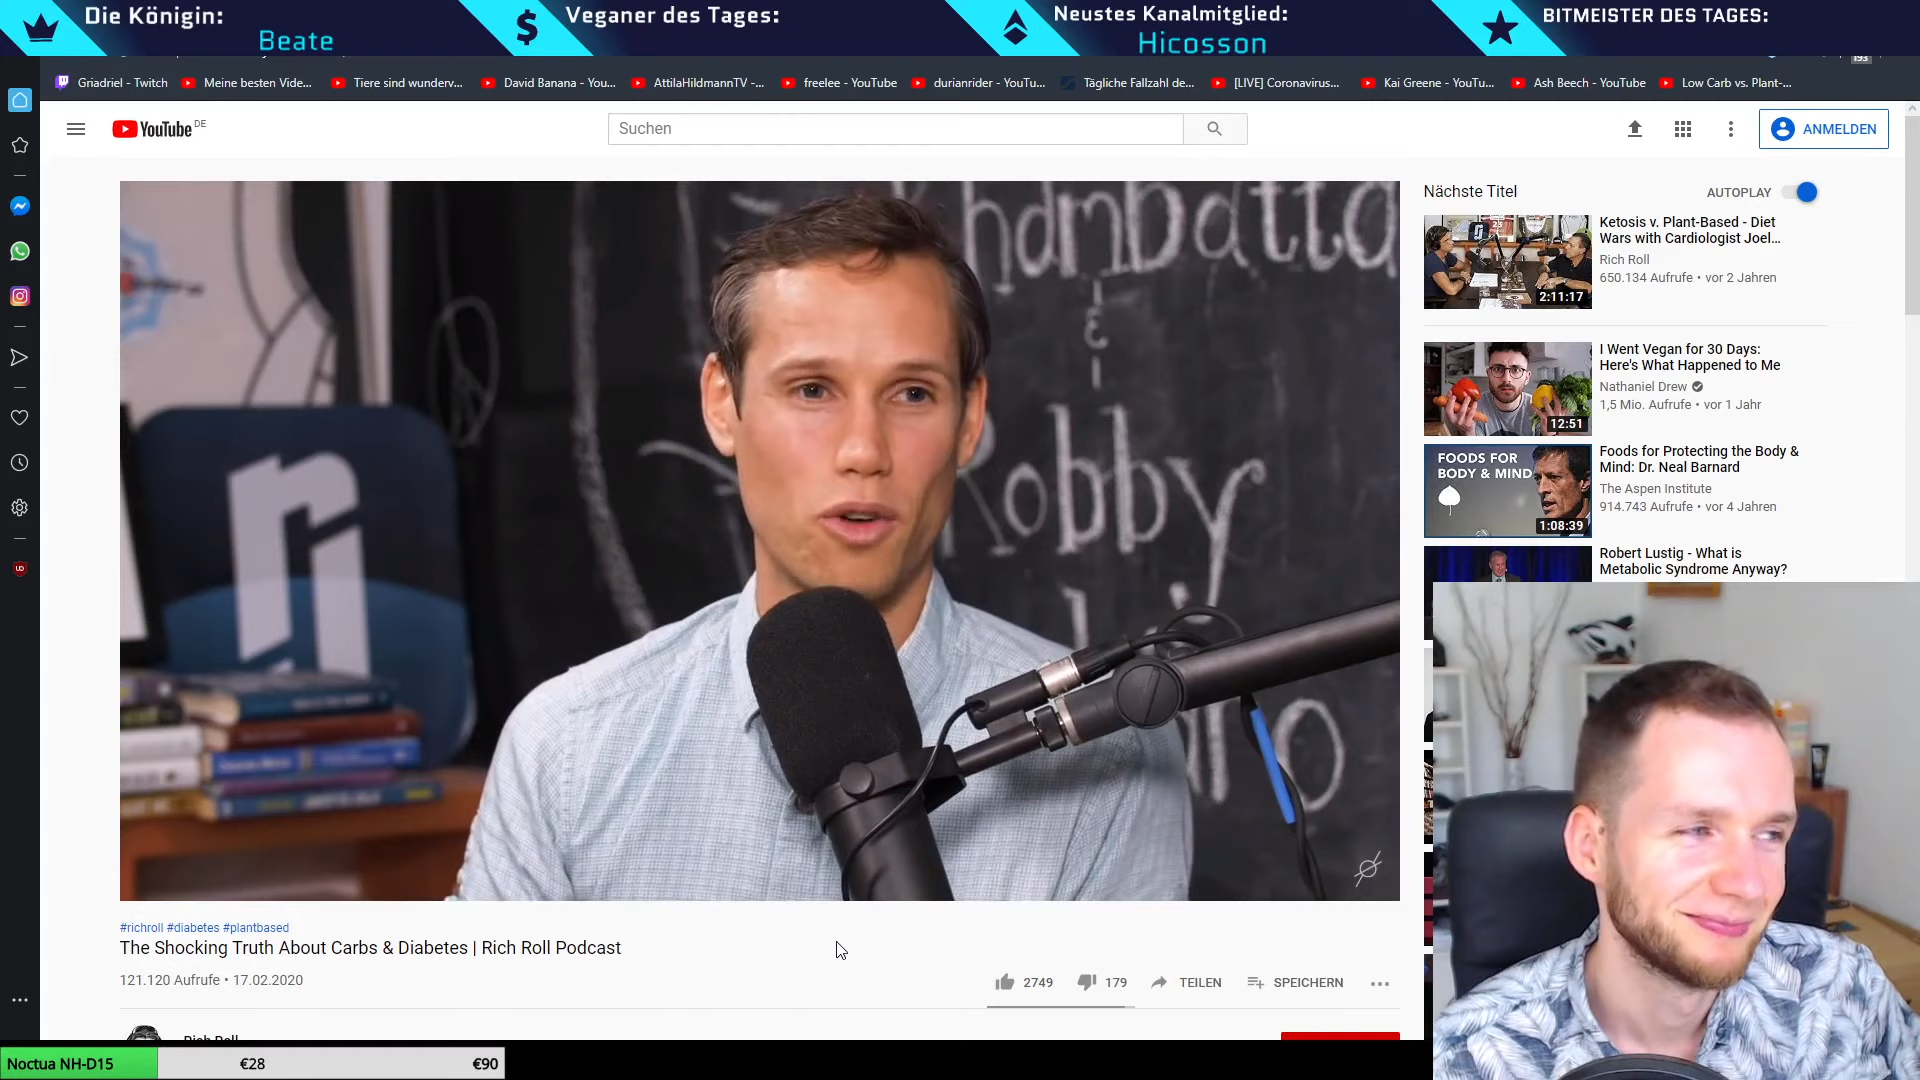 Die Königin:
Beate
Veganer des Tages:
Neustes Kanalmitglied:
Hicosson
BITMEISTER DES TAGES:
Griadriel - Twitch
Meine besten Vide...
Tiere sind wunderv...
David Banana - You...
AttilaHildmannTV -...
freelee - YouTube
durianrider - YouTu...
Tägliche Fallzahl de...
[LIVE] Coronavirus...
Kai Greene - YouTu...
Ash Beech - YouTube
Low Carb vs. Plant-...
YouTube DE
Suchen
ANMELDEN
Nächste Titel
AUTOPLAY
Ketosis v. Plant-Based - Diet
Wars with Cardiologist Joel...
Rich Roll
650.134 Aufrufe • vor 2 Jahren
2:11:17
I Went Vegan for 30 Days:
Here's What Happened to Me
Nathaniel Drew
1,5 Mio. Aufrufe • vor 1 Jahr
12:51
FOODS FOR
BODY & MIND
Foods for Protecting the Body &
Mind: Dr. Neal Barnard
The Aspen Institute
914.743 Aufrufe • vor 4 Jahren
1:08:39
Robert Lustig - What is
Metabolic Syndrome Anyway?
&
Robby
#richroll #diabetes #plantbased
The Shocking Truth About Carbs & Diabetes | Rich Roll Podcast
121.120 Aufrufe • 17.02.2020
2749
179
TEILEN
SPEICHERN
Rich Roll
Noctua NH-D15
€28
€90